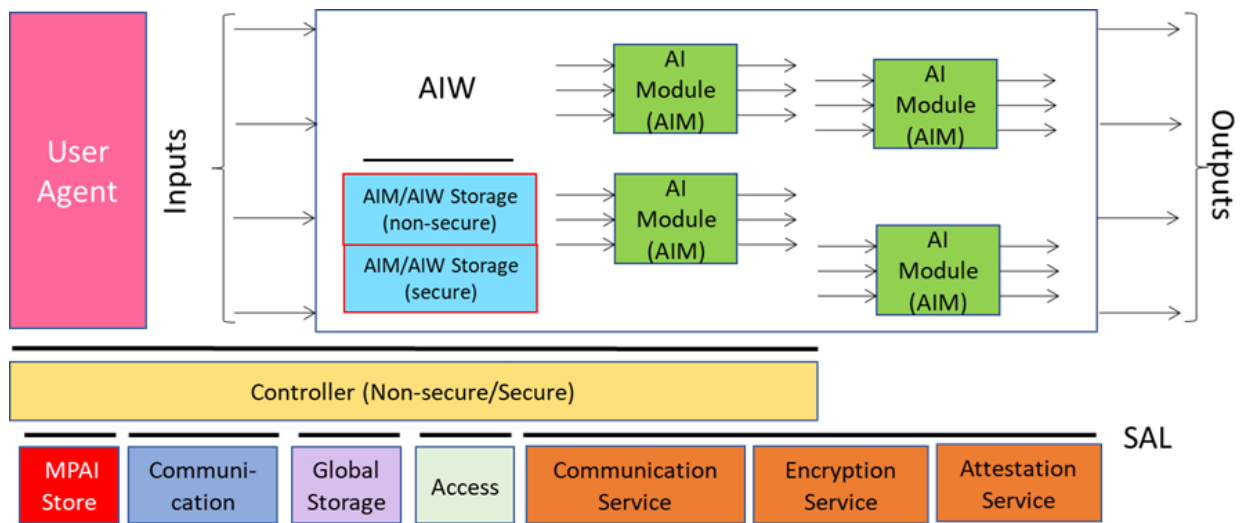 User
Agent
Inputs
AIW
AIM/AIW Storage
(non-secure)
AIM/AIW Storage
(secure)
AI
Module
(AIM)
AI
Module
(AIM)
AI
Module
(AIM)
AI
Module
(AIM)
Outputs
Controller (Non-secure/Secure)
SAL
MPAI
Store
Communi-
cation
Global
Storage
Access
Communication
Service
Encryption
Service
Attestation
Service